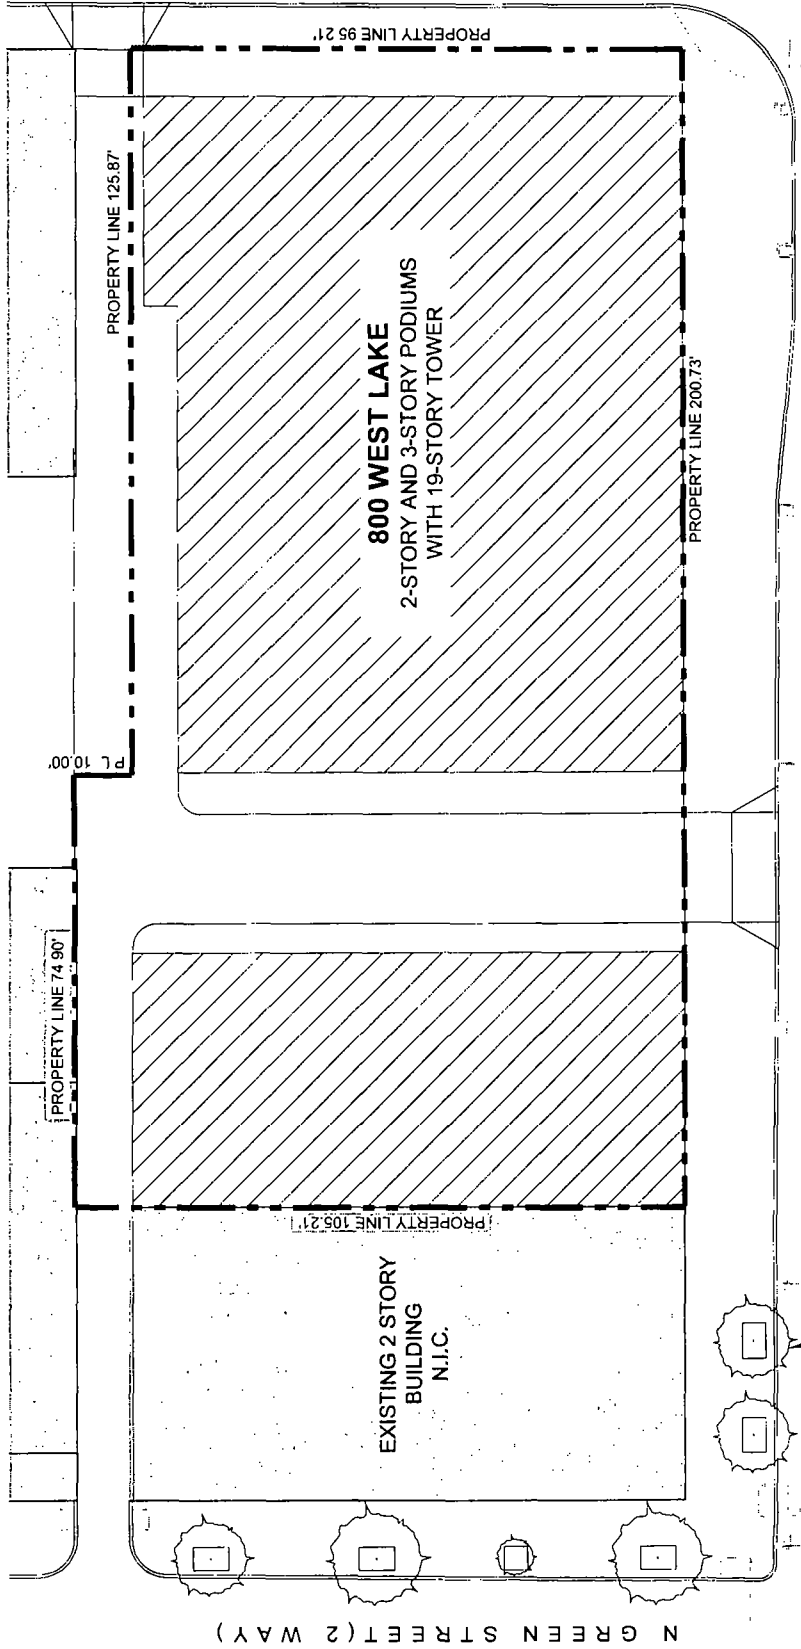 PROPERTY LINE 95 21'
PROPERTY LINE 125.87'
800 WEST LAKE
2-STORY AND 3-STORY PODIUMS
WITH 19-STORY TOWER
PROPERTY LINE 200.73'
P L 10.00'
PROPERTY LINE 74 90'
PROPERTY LINE 105.21'
EXISTING 2 STORY
BUILDING
N.I.C.
N GREEN STREET (2 WAY)